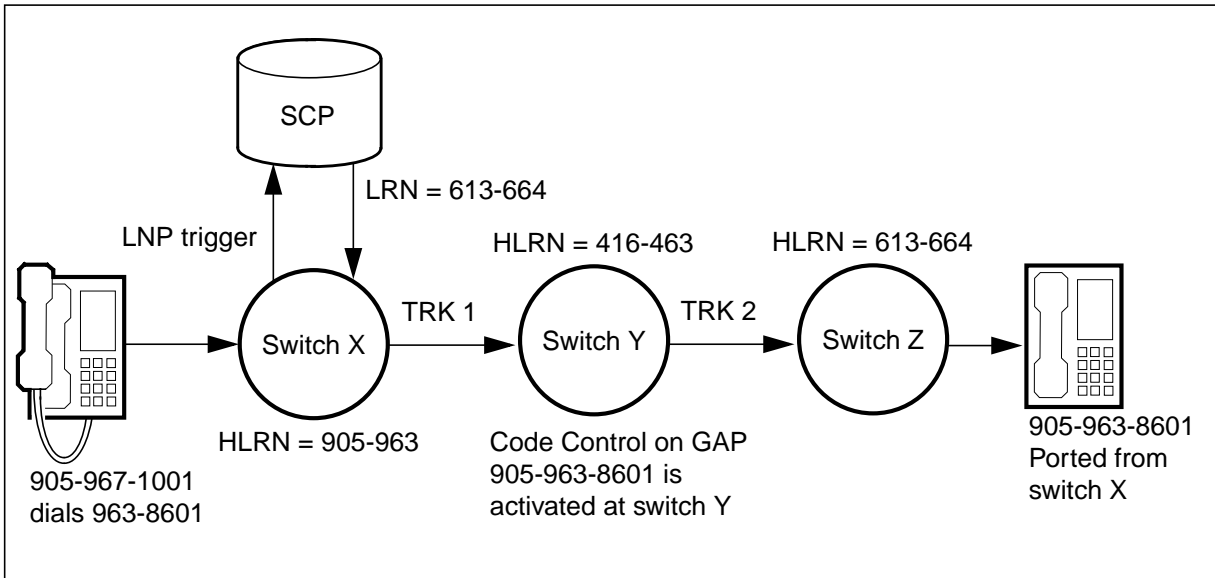 SCP
LRN = 613-664
LNP trigger
HLRN = 416-463
HLRN = 613-664
TRK 1
TRK 2
Switch X
Switch Y
Switch Z
HLRN = 905-963
905-967-1001
dials 963-8601
Code Control on GAP
905-963-8601 is
activated at switch Y
905-963-8601
Ported from
switch X